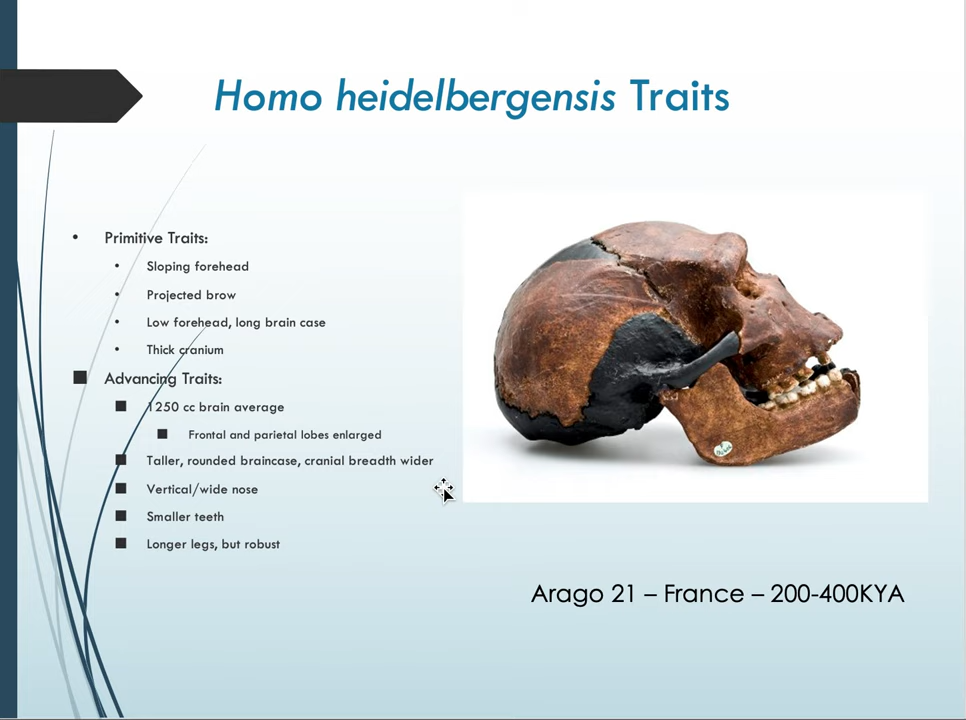 Homo heidelbergensis Traits
• Primitive Traits:
• Sloping forehead
• Projected brow
• Low forehead, long brain case
• Thick cranium
■ Advancing Traits:
■ 1250 cc brain average
■ Frontal and parietal lobes enlarged
■ Taller, rounded braincase, cranial breadth wider
■ Vertical/wide nose
■ Smaller teeth
■ Longer legs, but robust
Arago 21 – France – 200-400KYA